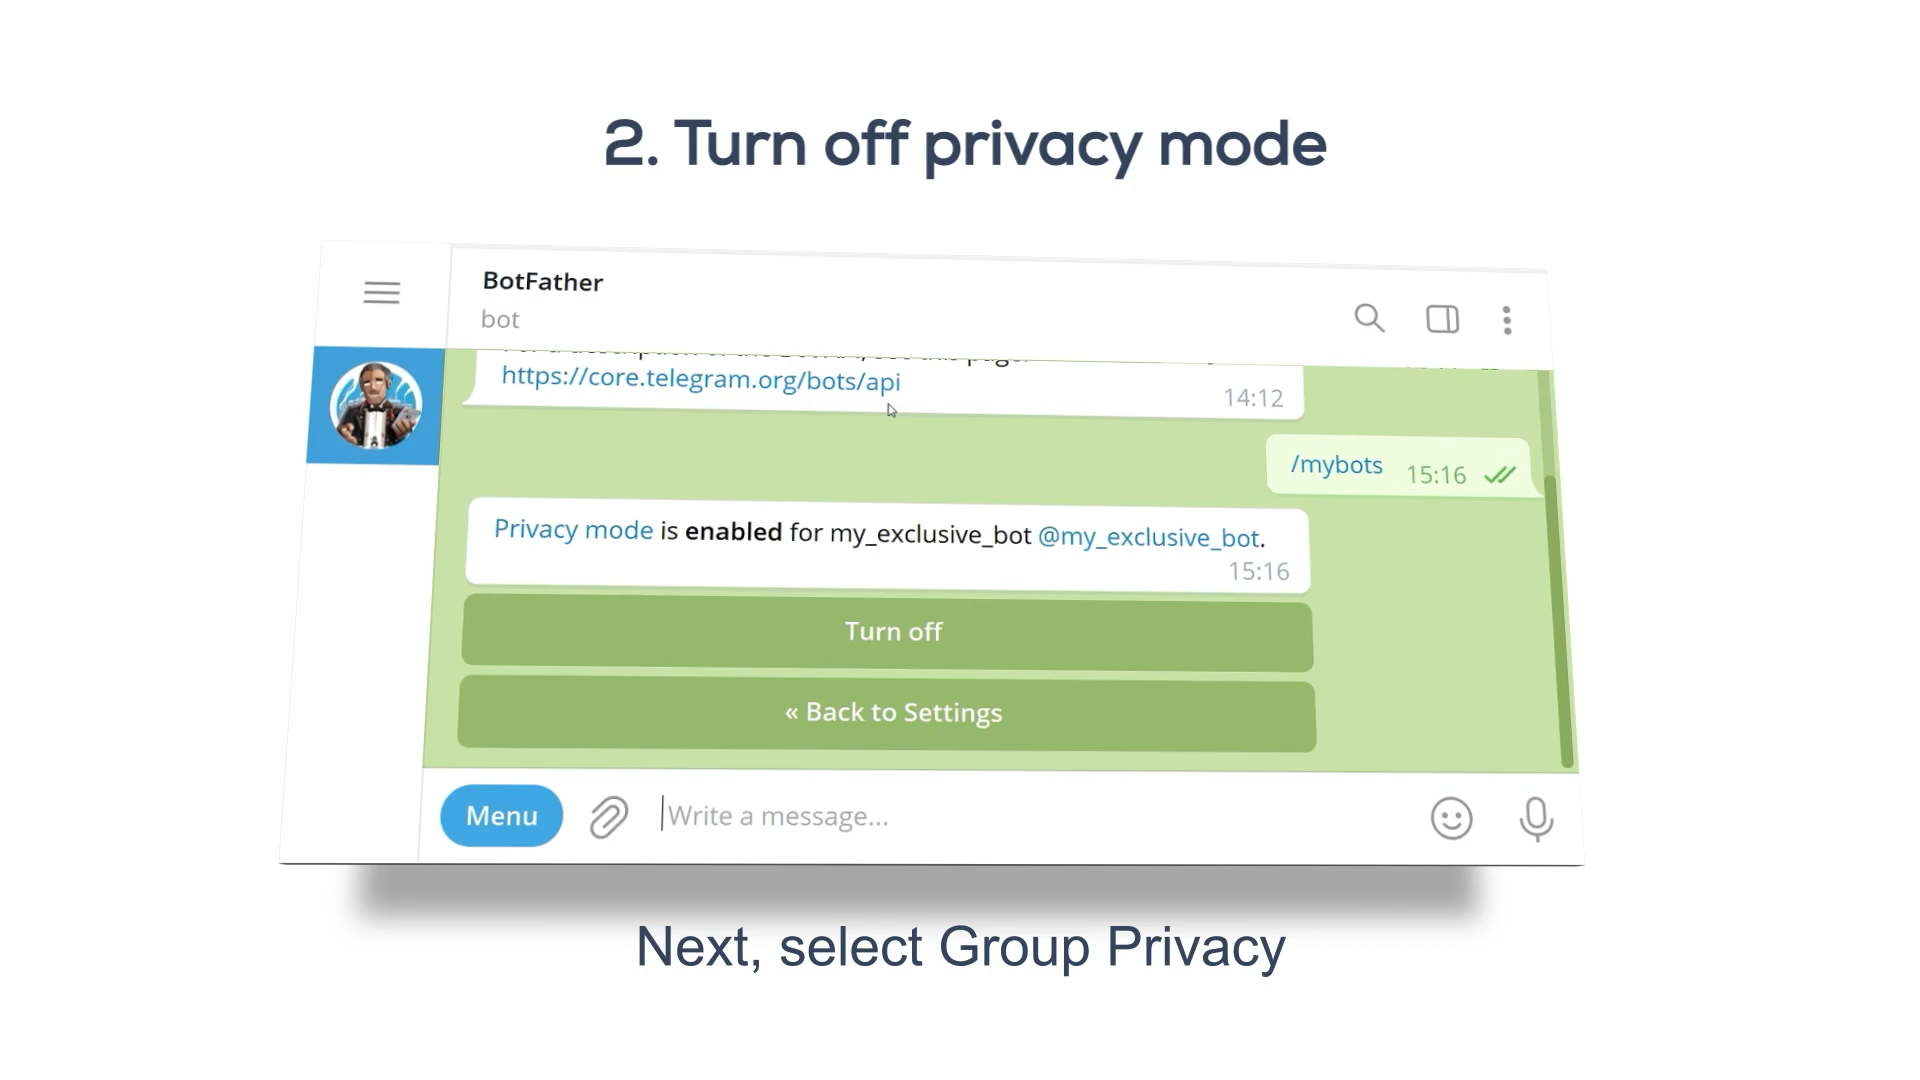 2. Turn off privacy mode
BotFather
bot
https://core.telegram.org/bots/api
14:12
/mybots 15:16
Privacy mode is enabled for my_exclusive_bot @my_exclusive_bot.
15:16
Turn off
« Back to Settings
Menu
Write a message...
Next, select Group Privacy